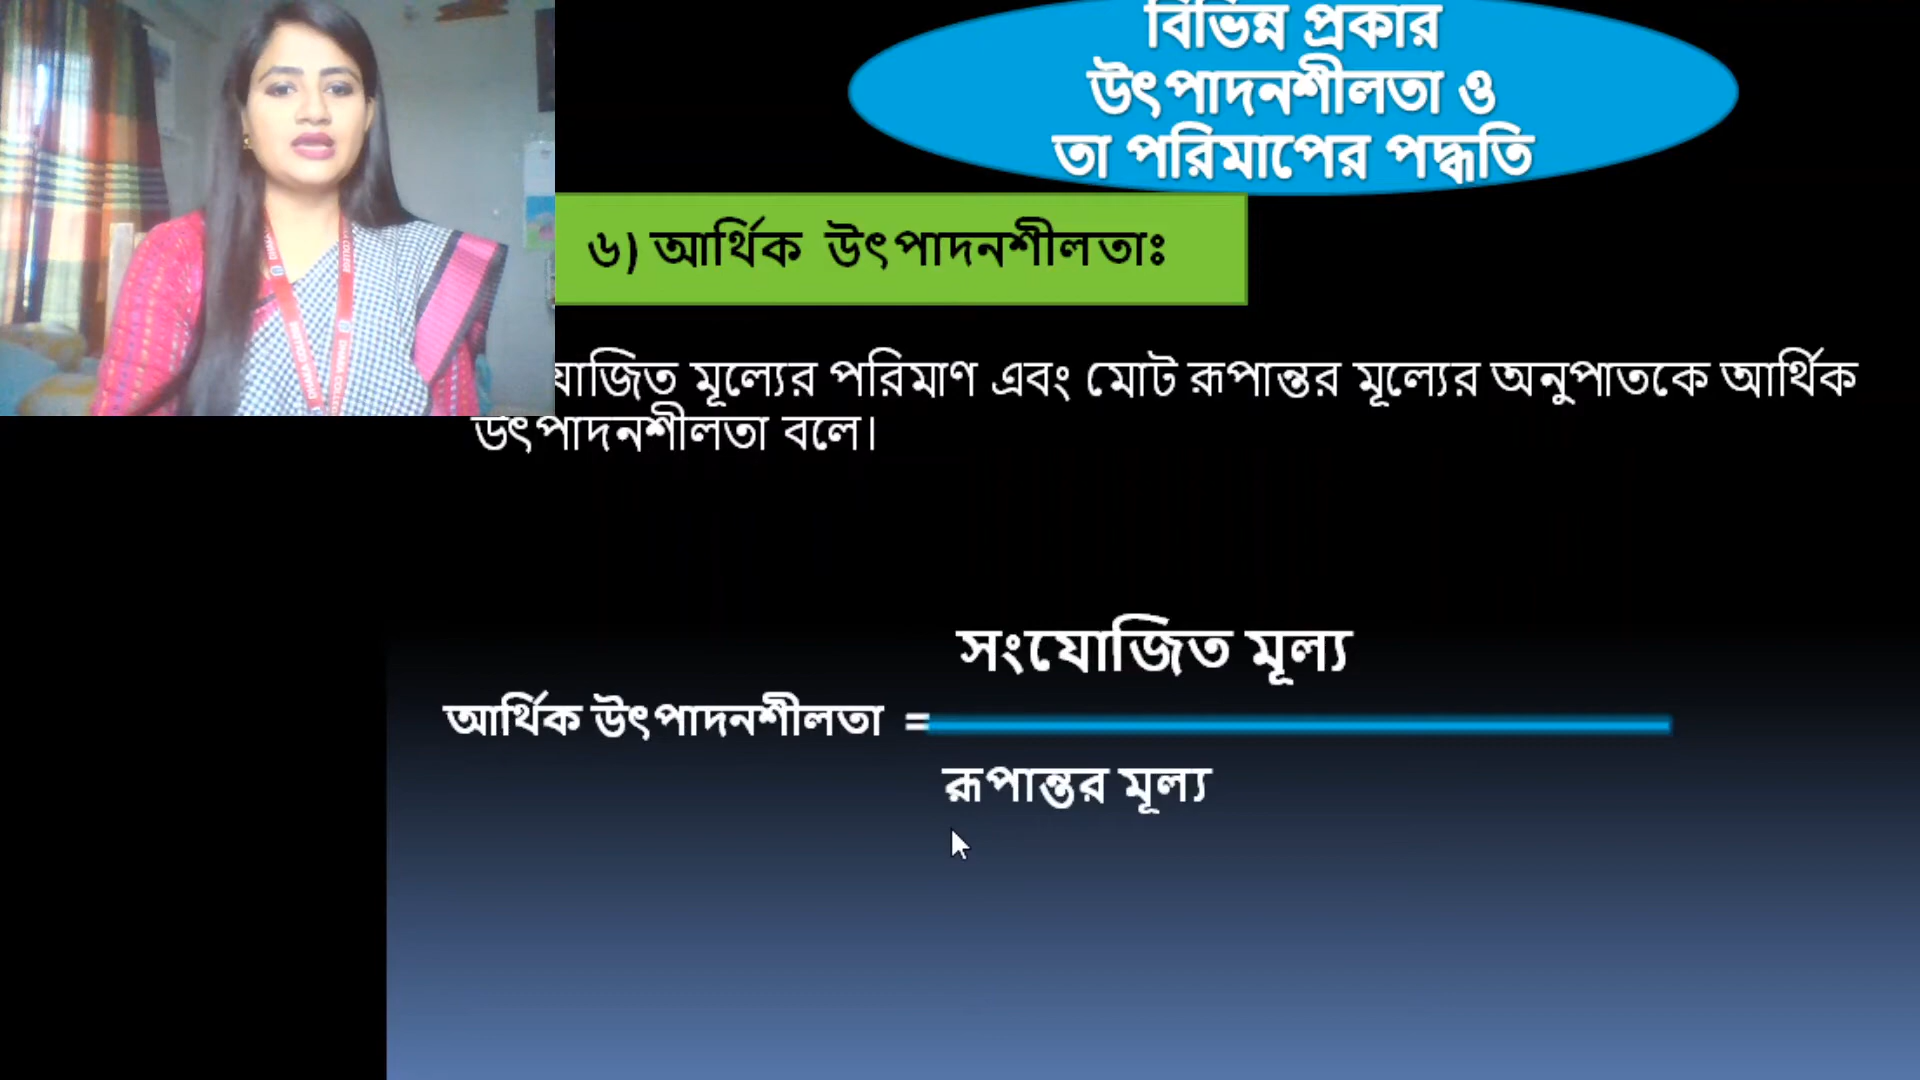 বিভিন্ন প্রকার
উৎপাদনশীলতা ও
তা পরিমাপের পদ্ধতি
৬) আর্থিক উৎপাদনশীলতাঃ
মূল্যের পরিমাণ এবং মোট রূপান্তর মূল্যের অনুপাতকে আর্থিক
উৎপাদনশীলতা বলে।
সংযোজিত মূল্য
আর্থিক উৎপাদনশীলতা =
রূপান্তর মূল্য